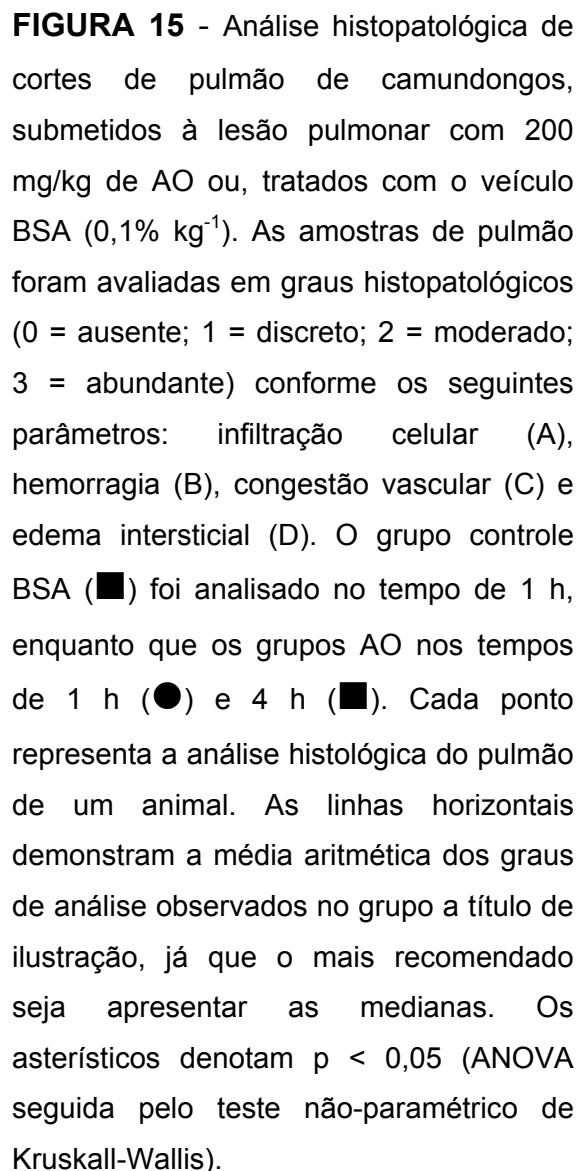 FIGURA 15 - Análise histopatológica de
cortes de pulmão de camundongos,
submetidos à lesão pulmonar com 200
mg/kg de AO ou, tratados com o veículo
BSA (0,1% kg⁻¹). As amostras de pulmão
foram avaliadas em graus histopatológicos
(0 = ausente; 1 = discreto; 2 = moderado;
3 = abundante) conforme os seguintes
parâmetros: infiltração celular (A),
hemorragia (B), congestão vascular (C) e
edema intersticial (D). O grupo controle
BSA (■) foi analisado no tempo de 1 h,
enquanto que os grupos AO nos tempos
de 1 h (●) e 4 h (■). Cada ponto
representa a análise histológica do pulmão
de um animal. As linhas horizontais
demonstram a média aritmética dos graus
de análise observados no grupo a título de
ilustração, já que o mais recomendado
seja apresentar as medianas. Os
asterísticos denotam p < 0,05 (ANOVA
seguida pelo teste não-paramétrico de
Kruskall-Wallis).